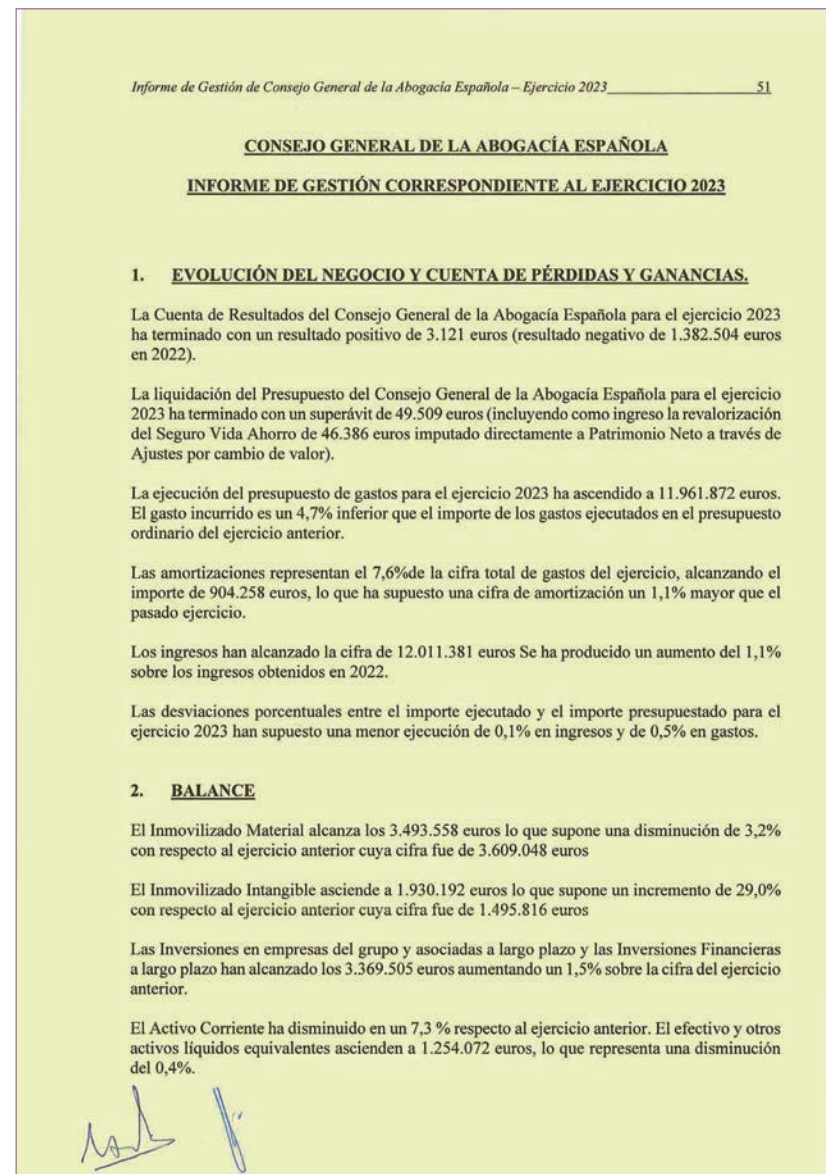 Informe de Gestión de Consejo General de la Abogacía Española – Ejercicio 2023 51
CONSEJO GENERAL DE LA ABOGACÍA ESPAÑOLA
INFORME DE GESTIÓN CORRESPONDIENTE AL EJERCICIO 2023
1. EVOLUCIÓN DEL NEGOCIO Y CUENTA DE PÉRDIDAS Y GANANCIAS.
La Cuenta de Resultados del Consejo General de la Abogacía Española para el ejercicio 2023
ha terminado con un resultado positivo de 3.121 euros (resultado negativo de 1.382.504 euros
en 2022).
La liquidación del Presupuesto del Consejo General de la Abogacía Española para el ejercicio
2023 ha terminado con un superávit de 49.509 euros (incluyendo como ingreso la revalorización
del Seguro Vida Ahorro de 46.386 euros imputado directamente a Patrimonio Neto a través de
Ajustes por cambio de valor).
La ejecución del presupuesto de gastos para el ejercicio 2023 ha ascendido a 11.961.872 euros.
El gasto incurrido es un 4,7% inferior que el importe de los gastos ejecutados en el presupuesto
ordinario del ejercicio anterior.
Las amortizaciones representan el 7,6%de la cifra total de gastos del ejercicio, alcanzando el
importe de 904.258 euros, lo que ha supuesto una cifra de amortización un 1,1% mayor que el
pasado ejercicio.
Los ingresos han alcanzado la cifra de 12.011.381 euros Se ha producido un aumento del 1,1%
sobre los ingresos obtenidos en 2022.
Las desviaciones porcentuales entre el importe ejecutado y el importe presupuestado para el
ejercicio 2023 han supuesto una menor ejecución de 0,1% en ingresos y de 0,5% en gastos.
2. BALANCE
El Inmovilizado Material alcanza los 3.493.558 euros lo que supone una disminución de 3,2%
con respecto al ejercicio anterior cuya cifra fue de 3.609.048 euros
El Inmovilizado Intangible asciende a 1.930.192 euros lo que supone un incremento de 29,0%
con respecto al ejercicio anterior cuya cifra fue de 1.495.816 euros
Las Inversiones en empresas del grupo y asociadas a largo plazo y las Inversiones Financieras
a largo plazo han alcanzado los 3.369.505 euros aumentando un 1,5% sobre la cifra del ejercicio
anterior.
El Activo Corriente ha disminuido en un 7,3 % respecto al ejercicio anterior. El efectivo y otros
activos líquidos equivalentes ascienden a 1.254.072 euros, lo que representa una disminución
del 0,4%.